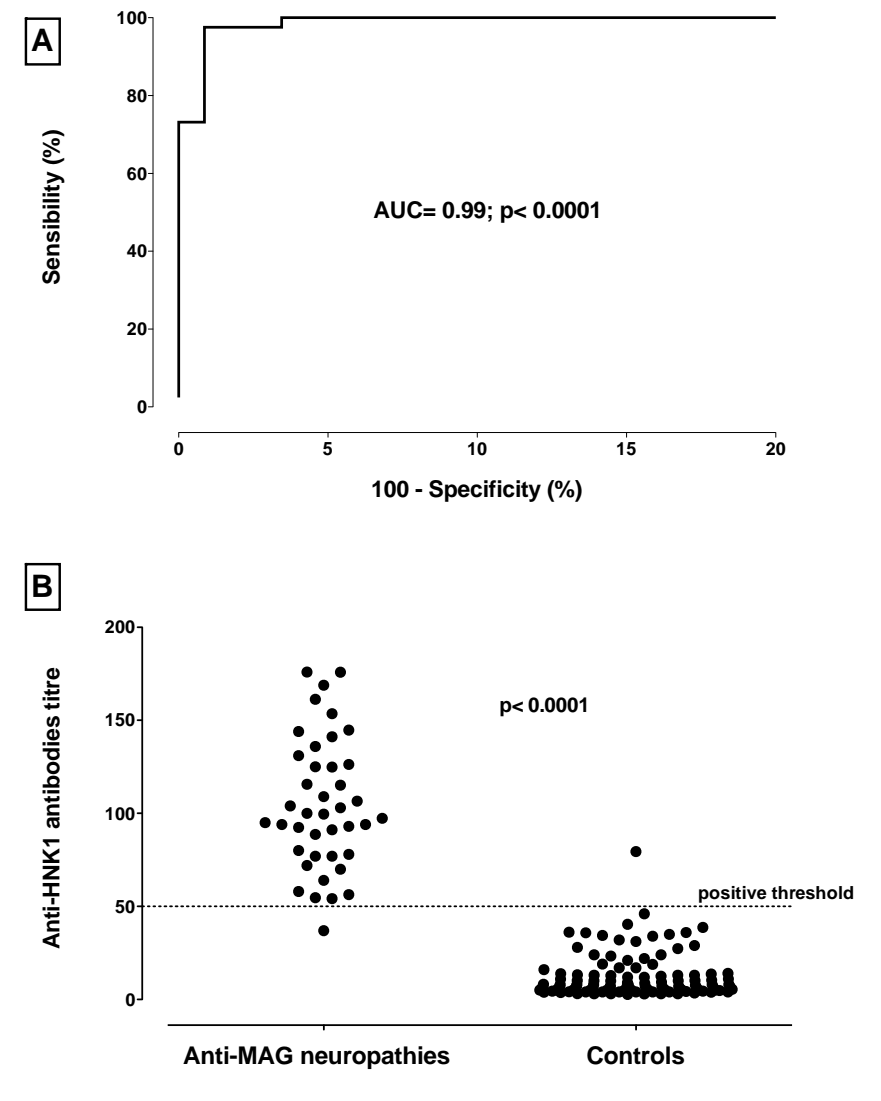 A
100
80
60
40
20
0
Sensibility (%)
AUC= 0.99; p< 0.0001
0 5 10 15 20
100 - Specificity (%)
B
200
150
100
50
0
Anti-HNK1 antibodies titre
p< 0.0001
positive threshold
Anti-MAG neuropathies Controls